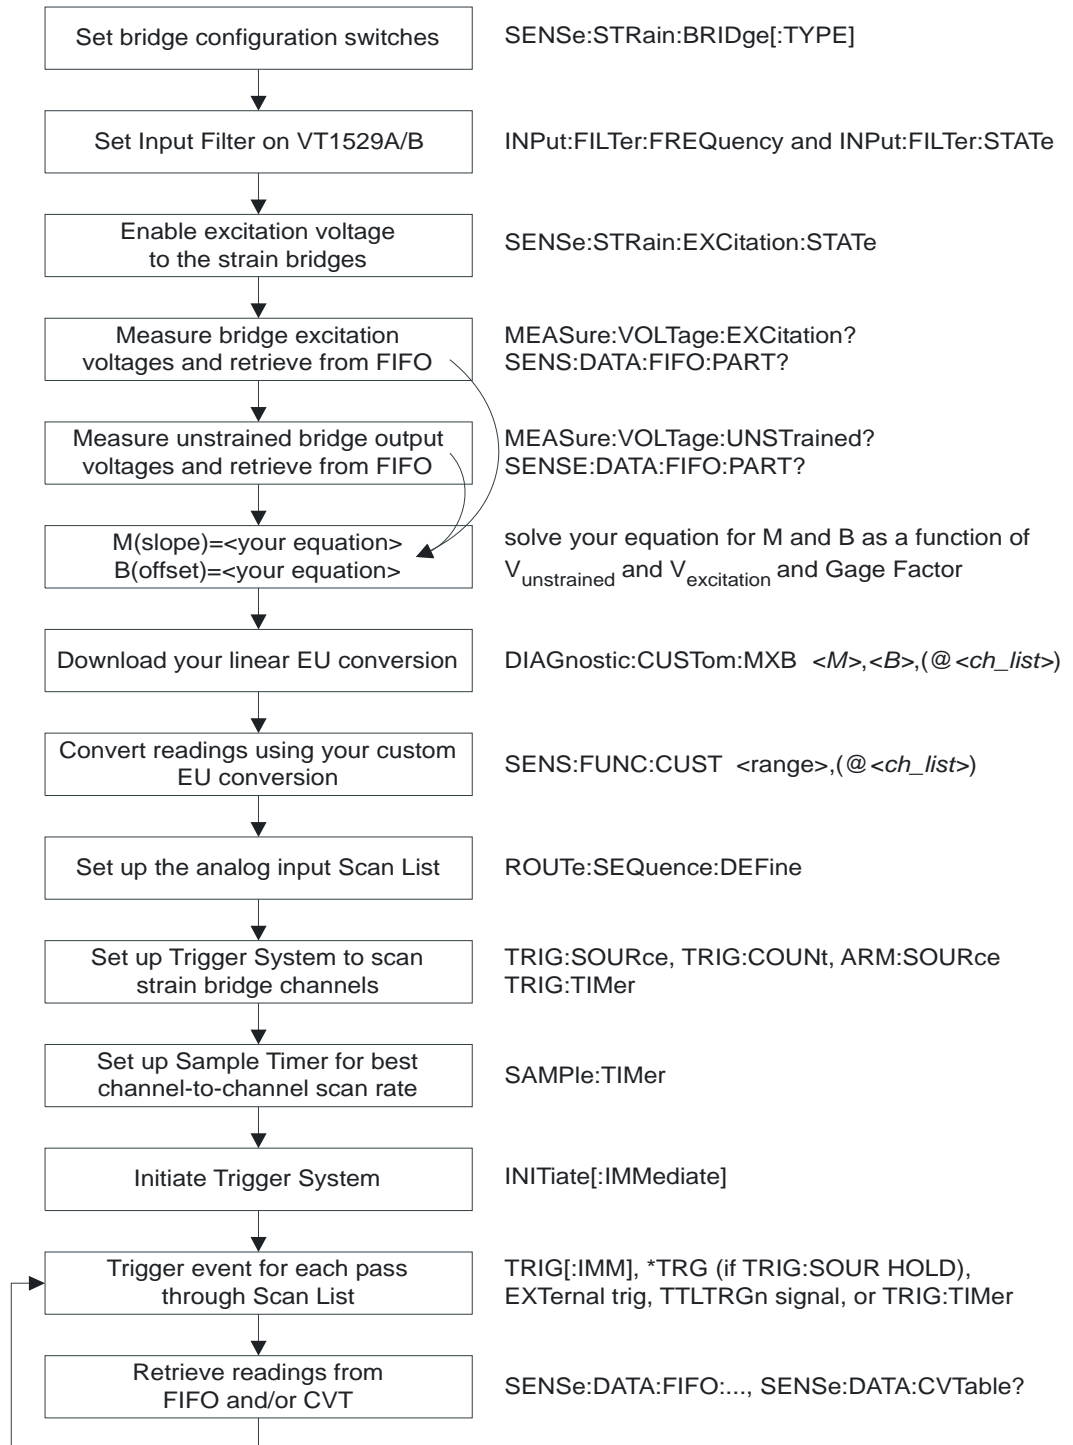 Set bridge configuration switches
SENSe:STRain:BRIDge[:TYPE]
Set Input Filter on VT1529A/B
INPut:FILTer:FREQuency and INPut:FILTer:STATe
Enable excitation voltage
to the strain bridges
SENSe:STRain:EXCitation:STATe
Measure bridge excitation
voltages and retrieve from FIFO
MEASure:VOLTage:EXCitation?
SENS:DATA:FIFO:PART?
Measure unstrained bridge output
voltages and retrieve from FIFO
MEASure:VOLTage:UNSTrained?
SENSE:DATA:FIFO:PART?
M(slope)=<your equation>
B(offset)=<your equation>
solve your equation for M and B as a function of
Vunstrained and Vexcitation and Gage Factor
Download your linear EU conversion
DIAGnostic:CUSTom:MXB <M>,<B>,(@<ch_list>)
Convert readings using your custom
EU conversion
SENS:FUNC:CUST <range>,(@<ch_list>)
Set up the analog input Scan List
ROUTe:SEQuence:DEFine
Set up Trigger System to scan
strain bridge channels
TRIG:SOURce, TRIG:COUNt, ARM:SOURce
TRIG:TIMer
Set up Sample Timer for best
channel-to-channel scan rate
SAMPle:TIMer
Initiate Trigger System
INITiate[:IMMediate]
Trigger event for each pass
through Scan List
TRIG[:IMM], *TRG (if TRIG:SOUR HOLD),
EXTernal trig, TTLTRGn signal, or TRIG:TIMer
Retrieve readings from
FIFO and/or CVT
SENSe:DATA:FIFO:..., SENSe:DATA:CVTable?